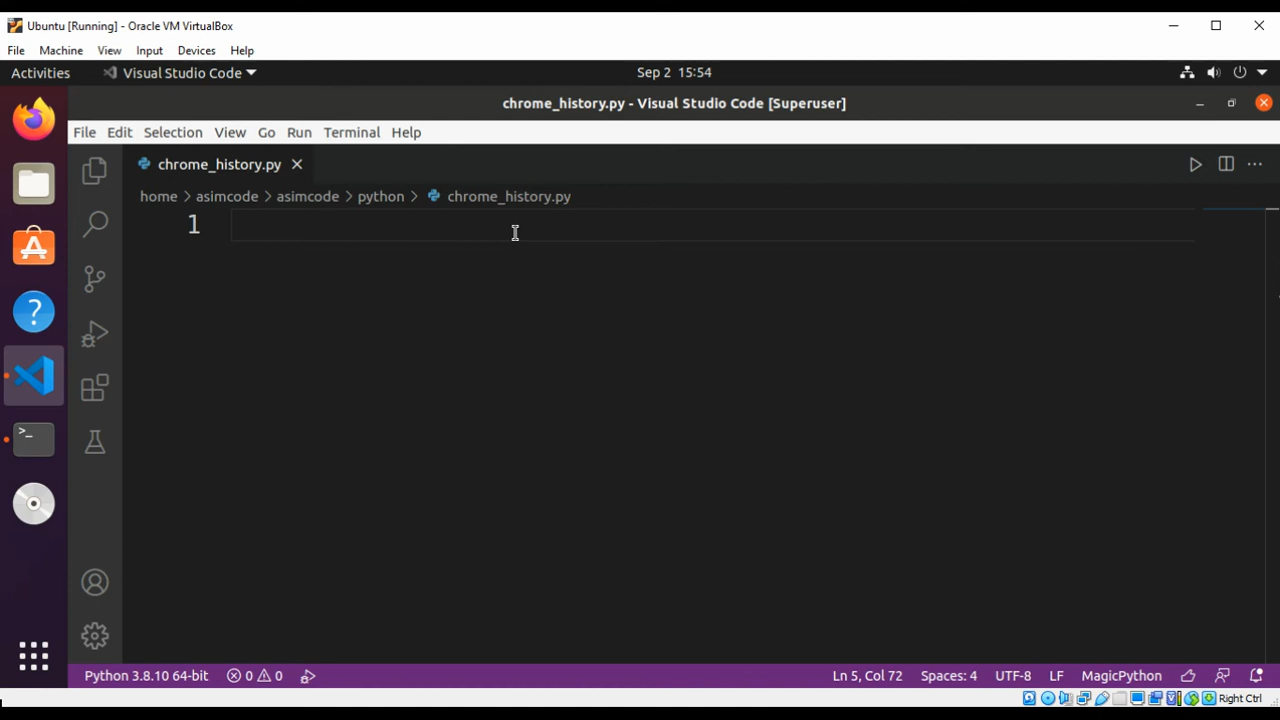 Ubuntu [Running] - Oracle VM VirtualBox
File Machine View Input Devices Help
Activities Visual Studio Code Sep 2 15:54
chrome_history.py - Visual Studio Code [Superuser]
File Edit Selection View Go Run Terminal Help
chrome_history.py
home > asimcode > asimcode > python > chrome_history.py
1
Python 3.8.10 64-bit 0 0 Ln 5, Col 72 Spaces: 4 UTF-8 LF MagicPython
Right Ctrl